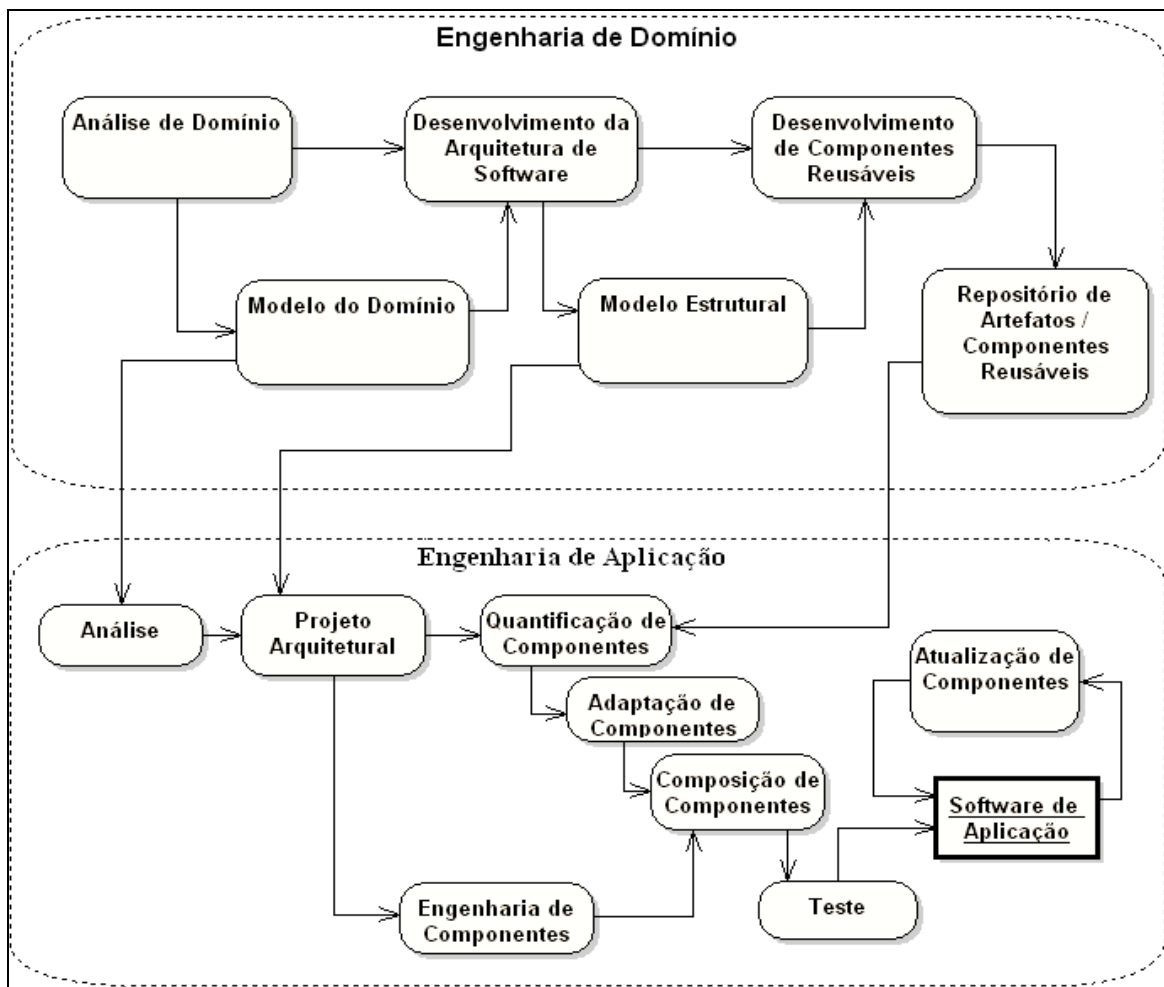 Engenharia de Domínio
Análise de Domínio
Desenvolvimento da
Arquitetura de
Software
Desenvolvimento
de Componentes
Reusáveis
Modelo do Domínio
Modelo Estrutural
Repositório de
Artefatos /
Componentes
Reusáveis
Engenharia de Aplicação
Análise
Projeto
Arquitetural
Quantificação de
Componentes
Adaptação de
Componentes
Composição de
Componentes
Engenharia de
Componentes
Teste
Atualização de
Componentes
Software de
Aplicação